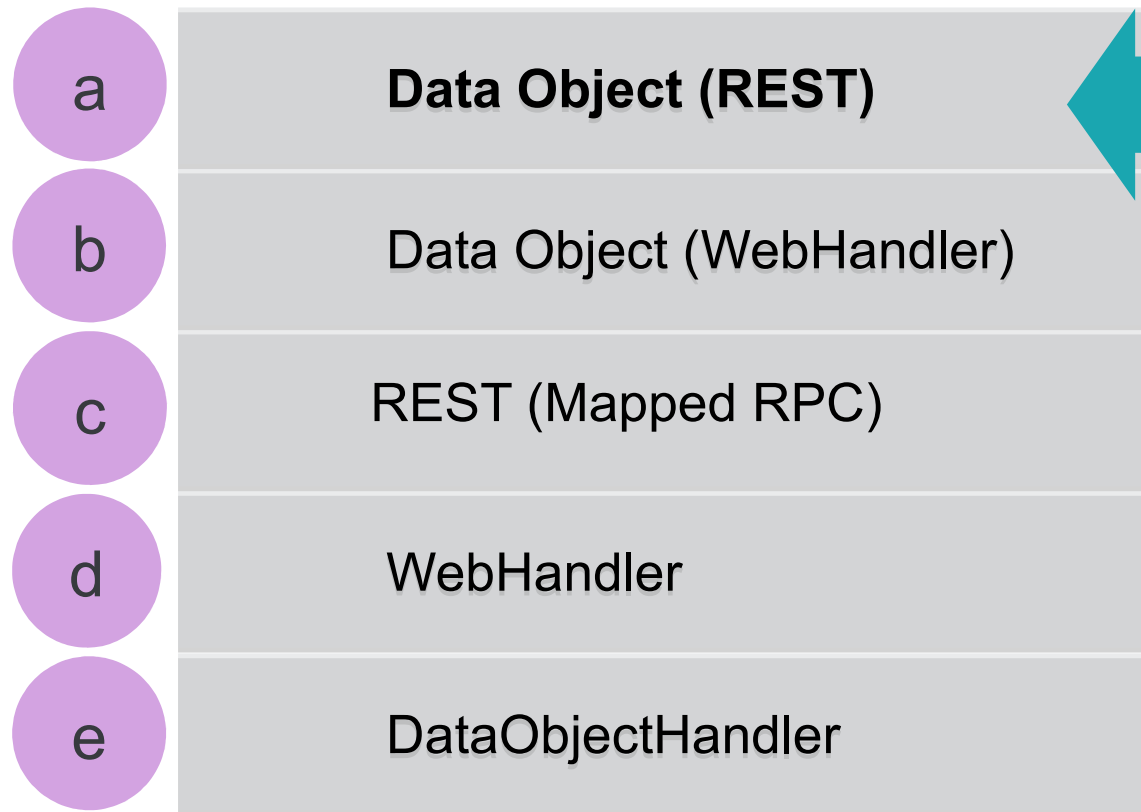 a Data Object (REST)
b Data Object (WebHandler)
c REST (Mapped RPC)
d WebHandler
e DataObjectHandler